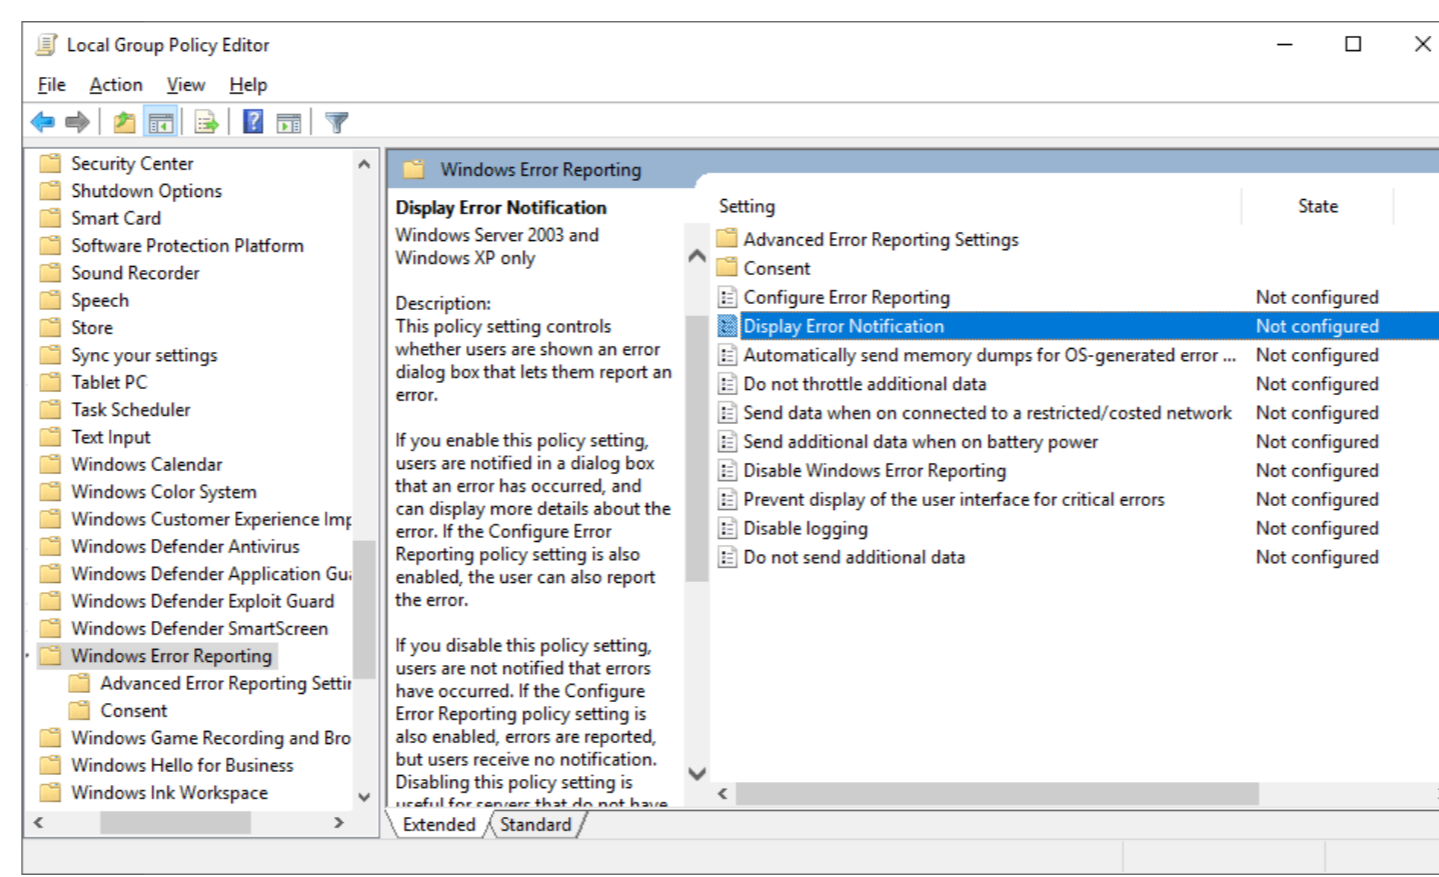 Local Group Policy Editor
File Action View Help
Security Center
Shutdown Options
Smart Card
Software Protection Platform
Sound Recorder
Speech
Store
Sync your settings
Tablet PC
Task Scheduler
Text Input
Windows Calendar
Windows Color System
Windows Customer Experience Imp
Windows Defender Antivirus
Windows Defender Application Gua
Windows Defender Exploit Guard
Windows Defender SmartScreen
Windows Error Reporting
Advanced Error Reporting Settin
Consent
Windows Game Recording and Bro
Windows Hello for Business
Windows Ink Workspace
Windows Error Reporting
Display Error Notification
Windows Server 2003 and
Windows XP only
Description:
This policy setting controls
whether users are shown an error
dialog box that lets them report an
error.
If you enable this policy setting,
users are notified in a dialog box
that an error has occurred, and
can display more details about the
error. If the Configure Error
Reporting policy setting is also
enabled, the user can also report
the error.
If you disable this policy setting,
users are not notified that errors
have occurred. If the Configure
Error Reporting policy setting is
also enabled, errors are reported,
but users receive no notification.
Disabling this policy setting is
useful for servers that do not have
Setting State
Advanced Error Reporting Settings
Consent
Configure Error Reporting Not configured
Display Error Notification Not configured
Automatically send memory dumps for OS-generated error ... Not configured
Do not throttle additional data Not configured
Send data when on connected to a restricted/costed network Not configured
Send additional data when on battery power Not configured
Disable Windows Error Reporting Not configured
Prevent display of the user interface for critical errors Not configured
Disable logging Not configured
Do not send additional data Not configured
Extended Standard